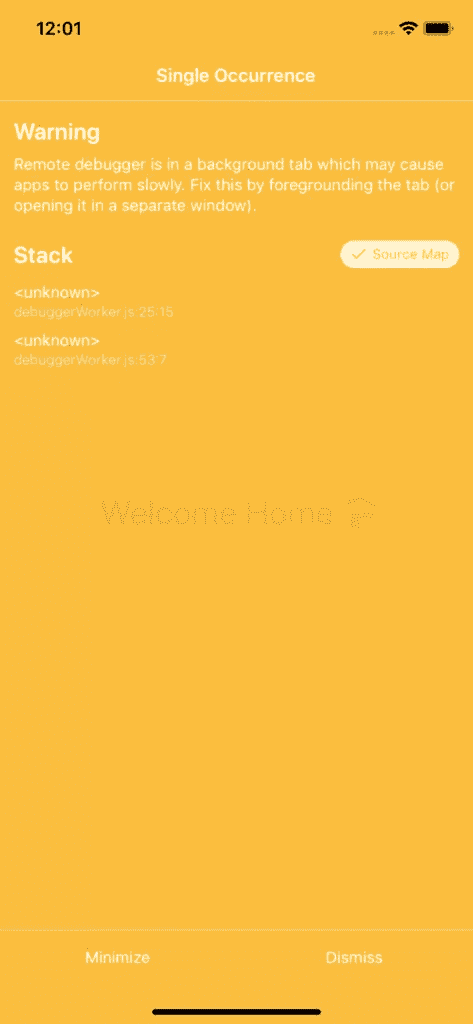 12:01
Single Occurrence
Warning
Remote debugger is in a background tab which may cause
apps to perform slowly. Fix this by foregrounding the tab (or
opening it in a separate window).
Stack
Source Map
<unknown>
debuggerWorker.js:25:15
<unknown>
debuggerWorker.js:53:7
Welcome Home
Minimize
Dismiss